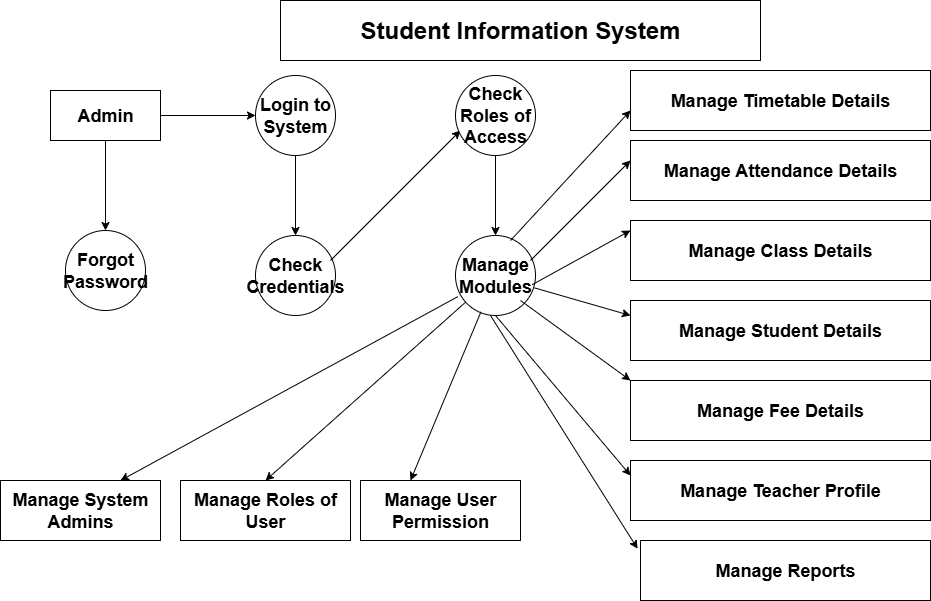 Student Information System
Admin
Login to
System
Check
Roles of
Access
Manage Timetable Details
Manage Attendance Details
Forgot
Password
Check
Credentials
Manage
Modules
Manage Class Details
Manage Student Details
Manage Fee Details
Manage Teacher Profile
Manage System
Admins
Manage Roles of
User
Manage User
Permission
Manage Reports